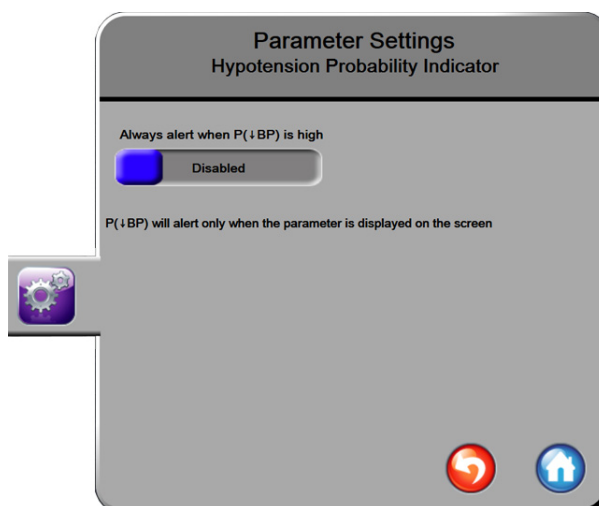 Parameter Settings
Hypotension Probability Indicator
Always alert when P(↓BP) is high
Disabled
P(↓BP) will alert only when the parameter is displayed on the screen